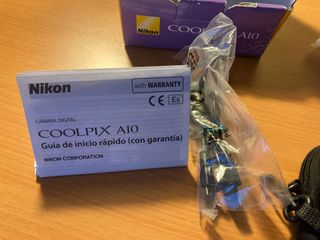 Nikon
COOLPIX A10
Nikon
with WARRANTY
CE Es
CÁMARA DIGITAL
COOLPIX A10
Guía de inicio rápido (con garantía)
NIKON CORPORATION